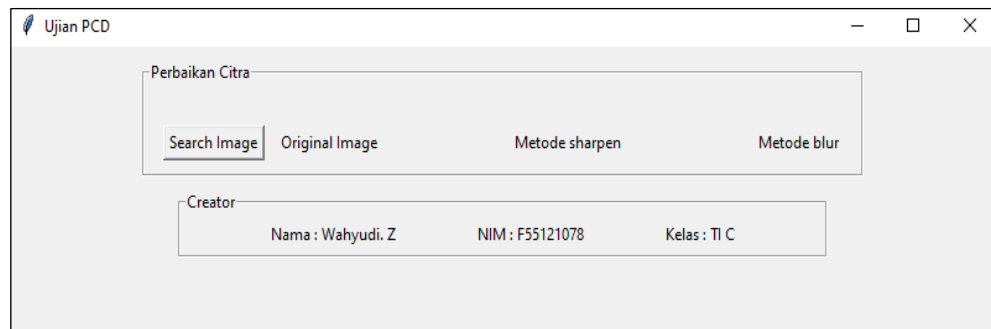 Ujian PCD
Perbaikan Citra
Search Image Original Image Metode sharpen Metode blur
Creator
Nama : Wahyudi. Z NIM : F55121078 Kelas : TI C